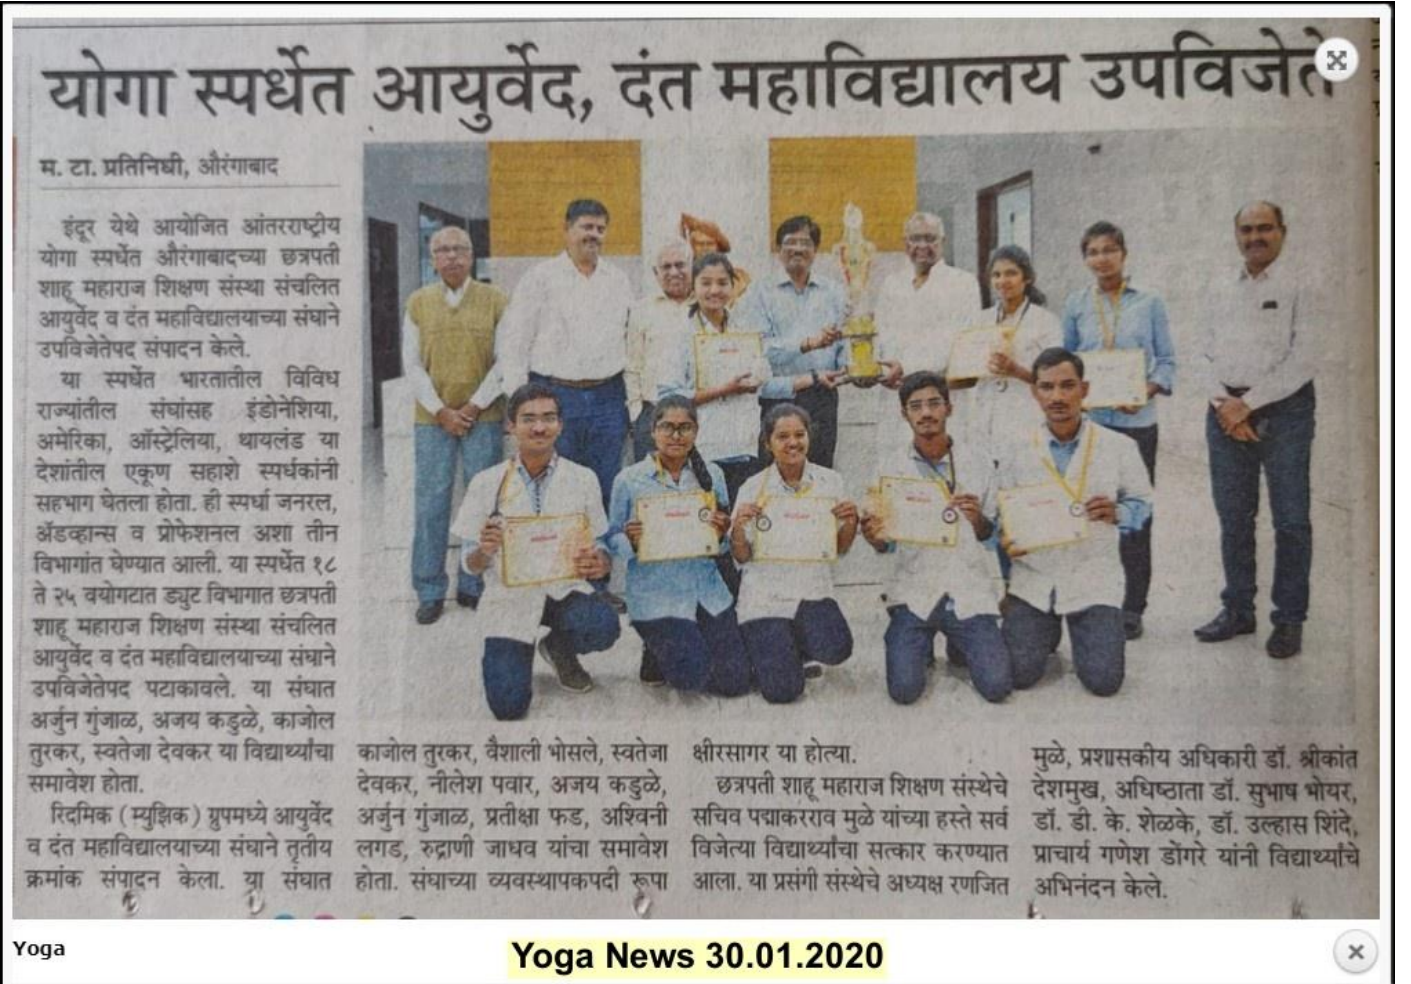 योगा स्पर्धेत आयुर्वेद, दंत महाविद्यालय उपविजेते
म. टा. प्रतिनिधी, औरंगाबाद
इंदूर येथे आयोजित आंतरराष्ट्रीय
योगा स्पर्धेत औरंगाबादच्या छत्रपती
शाहू महाराज शिक्षण संस्था संचलित
आयुर्वेद व दंत महाविद्यालयाच्या संघाने
उपविजेतेपद संपादन केले.
या स्पर्धेत भारतातील विविध
राज्यांतील संघांसह इंडोनेशिया,
अमेरिका, ऑस्ट्रेलिया, थायलंड या
देशांतील एकूण सहाशे स्पर्धकांनी
सहभाग घेतला होता. ही स्पर्धा जनरल,
ॲडव्हान्स व प्रोफेशनल अशा तीन
विभागांत घेण्यात आली. या स्पर्धेत १८
ते २५ वयोगटात ड्युट विभागात छत्रपती
शाहू महाराज शिक्षण संस्था संचलित
आयुर्वेद व दंत महाविद्यालयाच्या संघाने
उपविजेतेपद पटाकावले. या संघात
अर्जुन गुंजाळ, अजय कडुळे, काजोल
तुरकर, स्वतेजा देवकर या विद्यार्थ्यांचा
समावेश होता.
रिदमिक (म्युझिक) ग्रुपमध्ये आयुर्वेद
व दंत महाविद्यालयाच्या संघाने तृतीय
क्रमांक संपादन केला. या संघात
काजोल तुरकर, वैशाली भोसले, स्वतेजा
देवकर, नीलेश पवार, अजय कडुळे,
अर्जुन गुंजाळ, प्रतीक्षा फड, अश्विनी
लगड, रुद्राणी जाधव यांचा समावेश
होता. संघाच्या व्यवस्थापकपदी रूपा
क्षीरसागर या होत्या.
छत्रपती शाहू महाराज शिक्षण संस्थेचे
सचिव पद्माकरराव मुळे यांच्या हस्ते सर्व
विजेत्या विद्यार्थ्यांचा सत्कार करण्यात
आला. या प्रसंगी संस्थेचे अध्यक्ष रणजित
मुळे, प्रशासकीय अधिकारी डॉ. श्रीकांत
देशमुख, अधिष्ठाता डॉ. सुभाष भोयर,
डॉ. डी. के. शेळके, डॉ. उल्हास शिंदे,
प्राचार्य गणेश डोंगरे यांनी विद्यार्थ्यांचे
अभिनंदन केले.
Yoga
Yoga News 30.01.2020